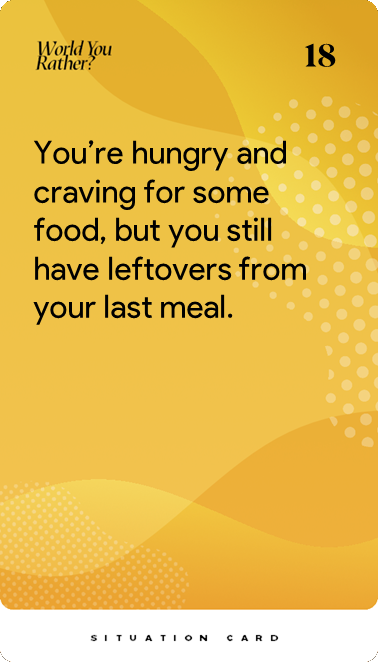 World You
Rather?
18
You’re hungry and
craving for some
food, but you still
have leftovers from
your last meal.
SITUATION CARD